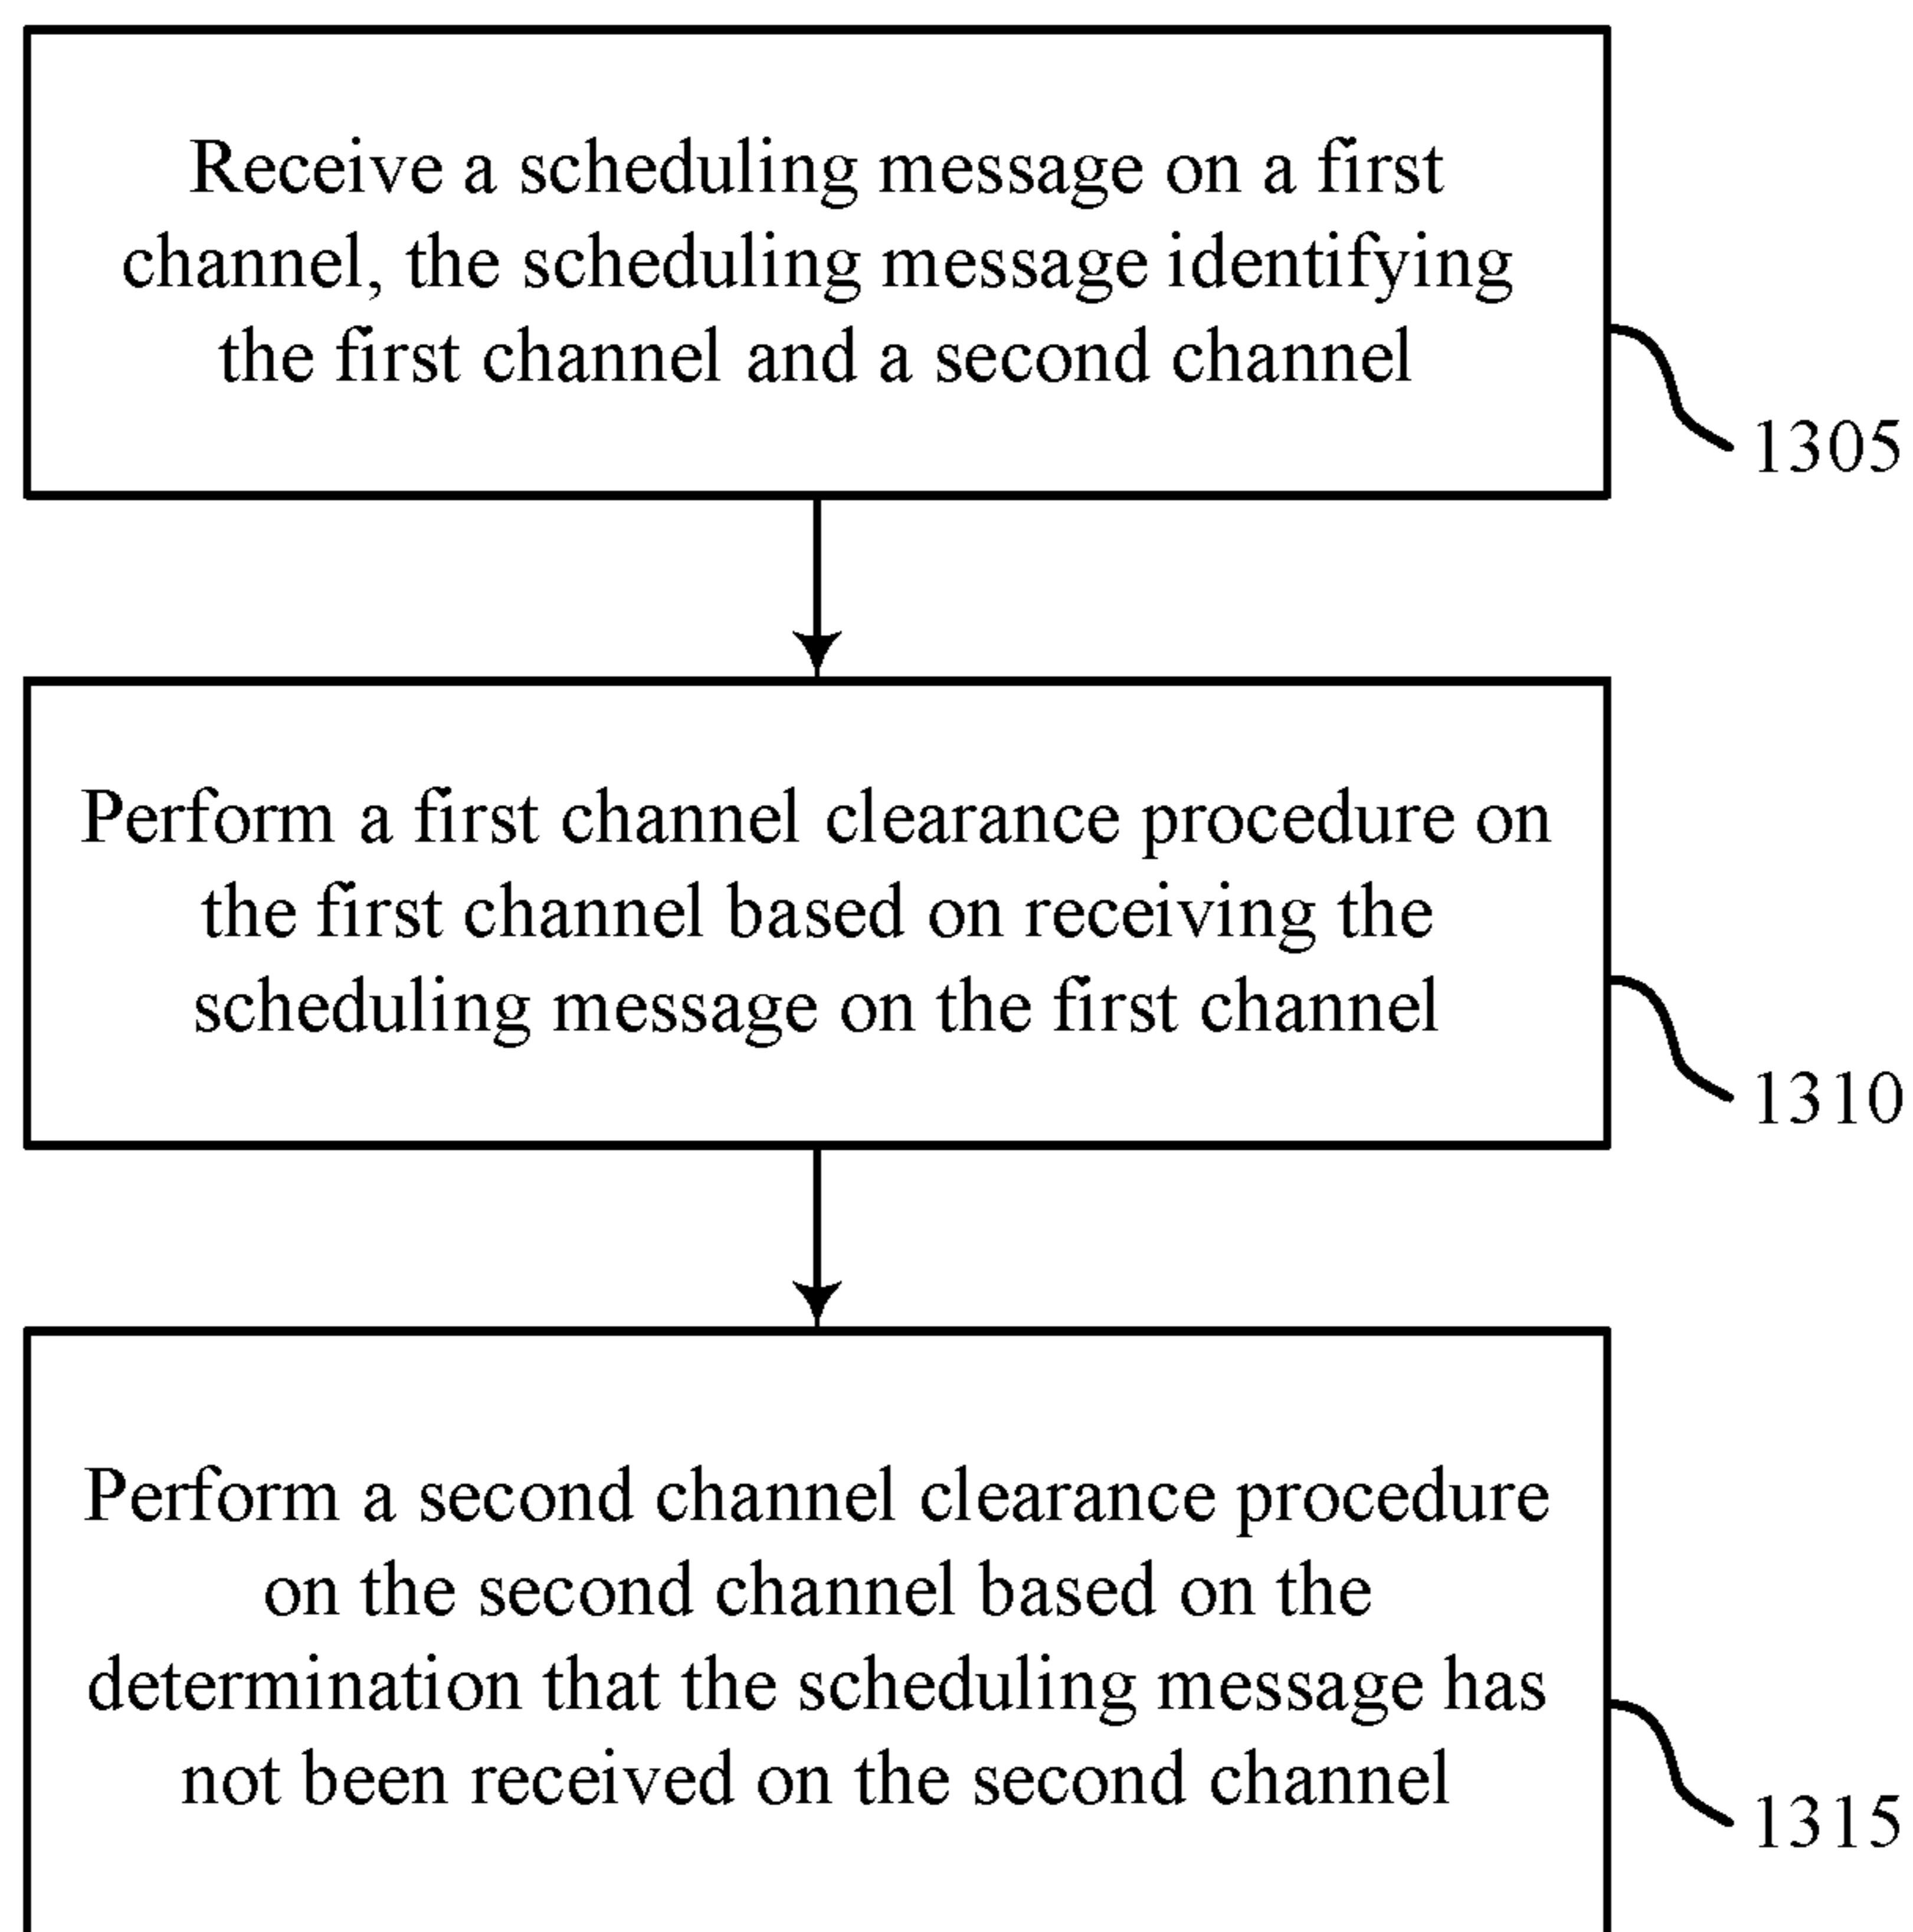 Receive a scheduling message on a first
channel, the scheduling message identifying
the first channel and a second channel
1305
Perform a first channel clearance procedure on
the first channel based on receiving the
scheduling message on the first channel
1310
Perform a second channel clearance procedure
on the second channel based on the
determination that the scheduling message has
not been received on the second channel
1315